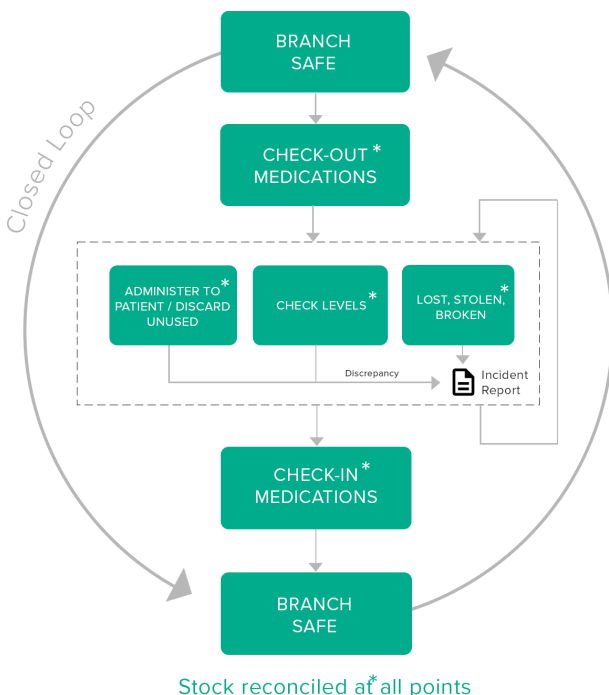 BRANCH
SAFE
Closed Loop
CHECK-OUT *
MEDICATIONS
ADMINISTER TO *
PATIENT / DISCARD
UNUSED
CHECK LEVELS *
LOST, STOLEN, *
BROKEN
Discrepancy
Incident
Report
CHECK-IN *
MEDICATIONS
BRANCH
SAFE
Stock reconciled at * all points